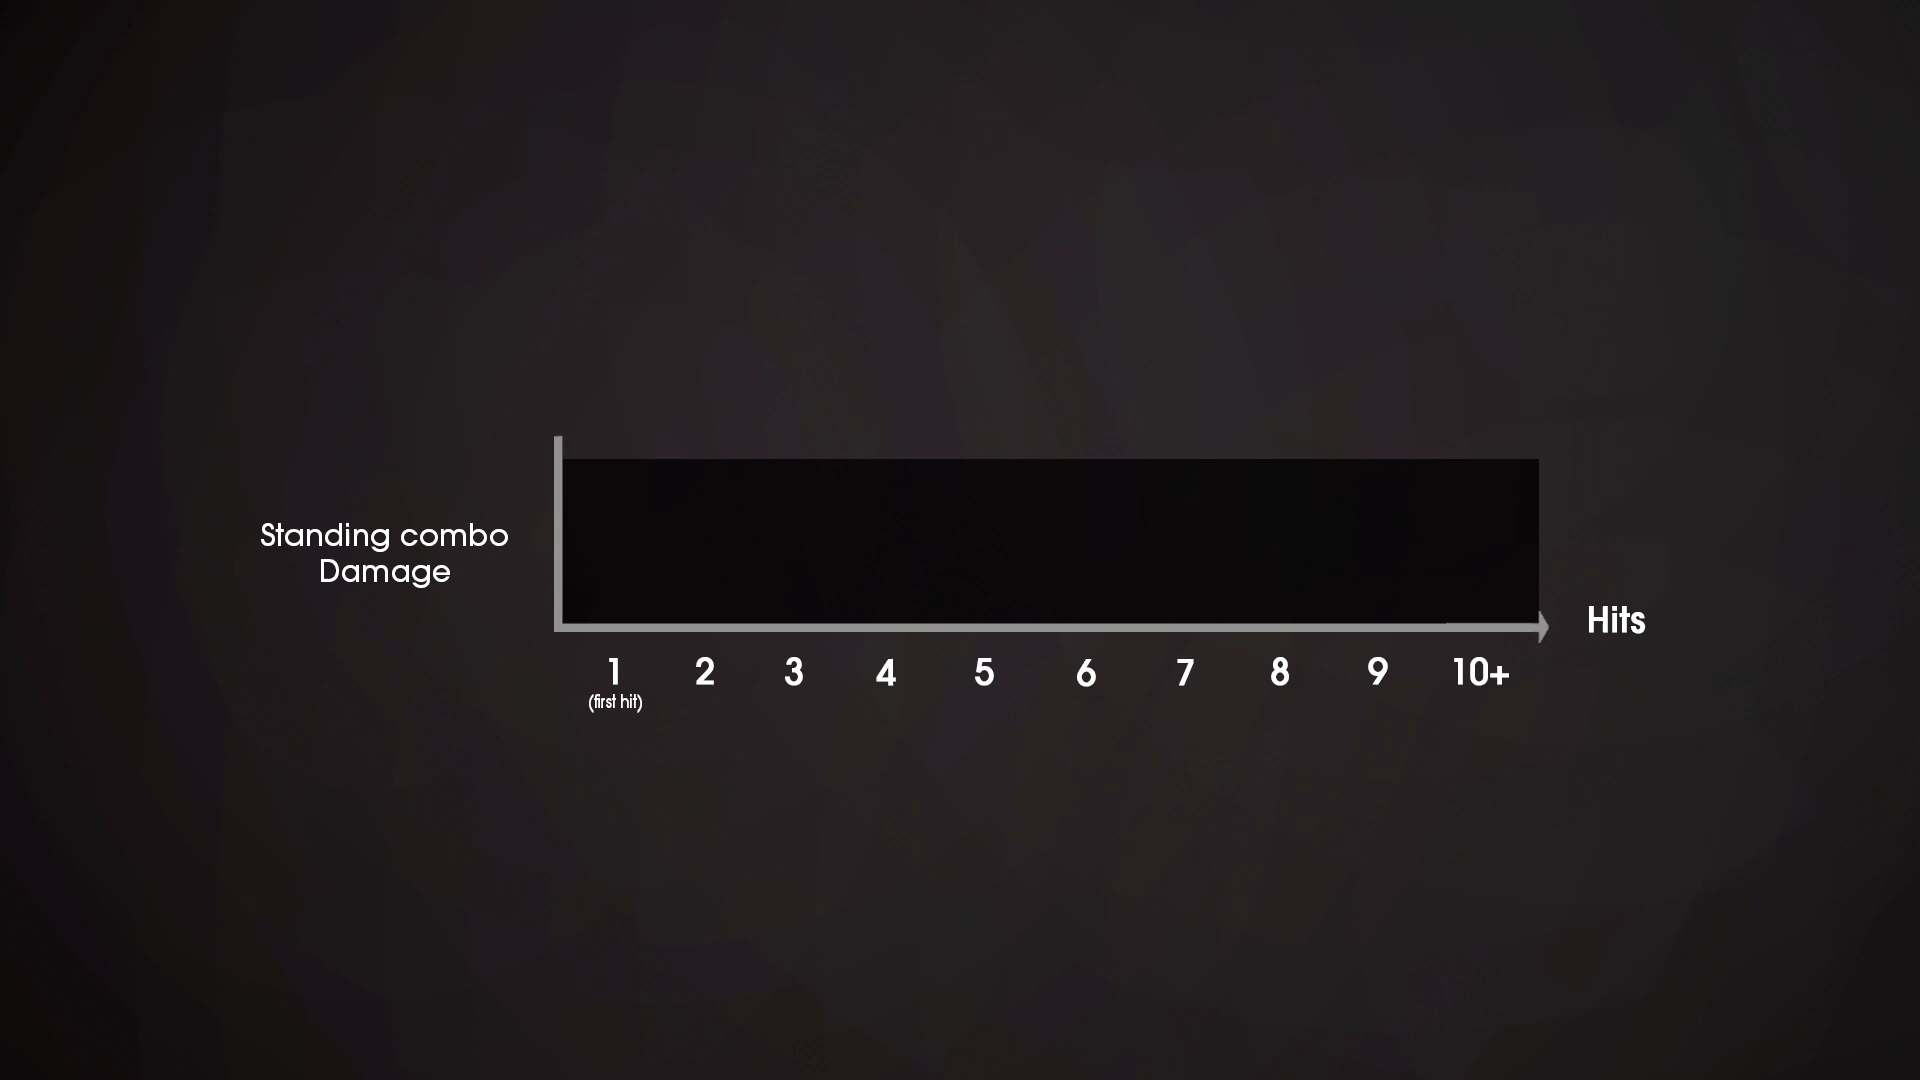 Standing combo
Damage
Hits
1 2 3 4 5 6 7 8 9 10+
(first hit)